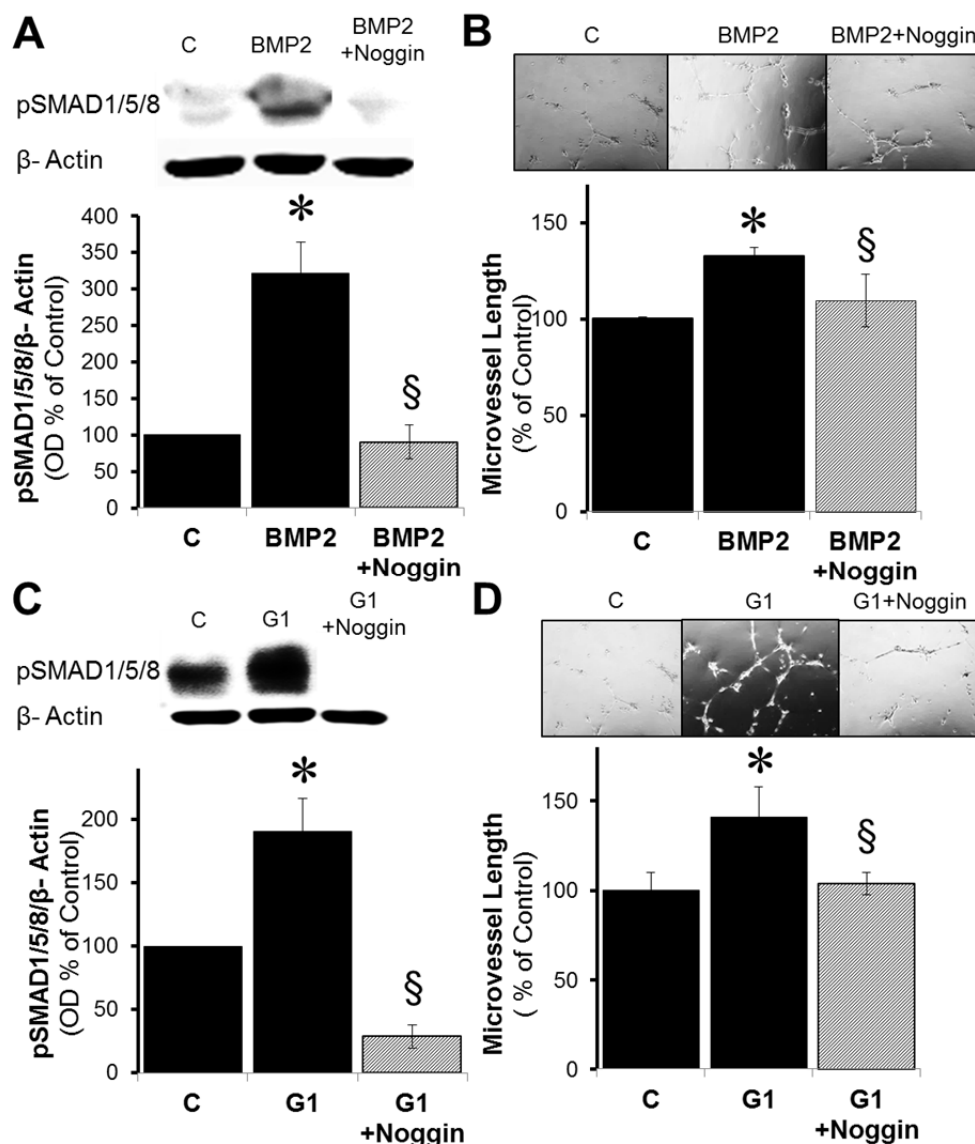 A
C
BMP2
BMP2
+Noggin
pSMAD1/5/8
β- Actin
pSMAD1/5/8/β- Actin
(OD % of Control)
400
350
300
250
200
150
100
50
0
*
§
C
BMP2
BMP2
+Noggin
B
C
BMP2
BMP2+Noggin
Microvessel Length
(% of Control)
150
100
50
0
*
§
C
BMP2
BMP2
+Noggin
C
C
G1
G1
+Noggin
pSMAD1/5/8
β- Actin
pSMAD1/5/8/β- Actin
(OD % of Control)
200
150
100
50
0
*
§
C
G1
G1
+Noggin
D
C
G1
G1+Noggin
Microvessel Length
( % of Control)
150
100
50
0
*
§
C
G1
G1
+Noggin